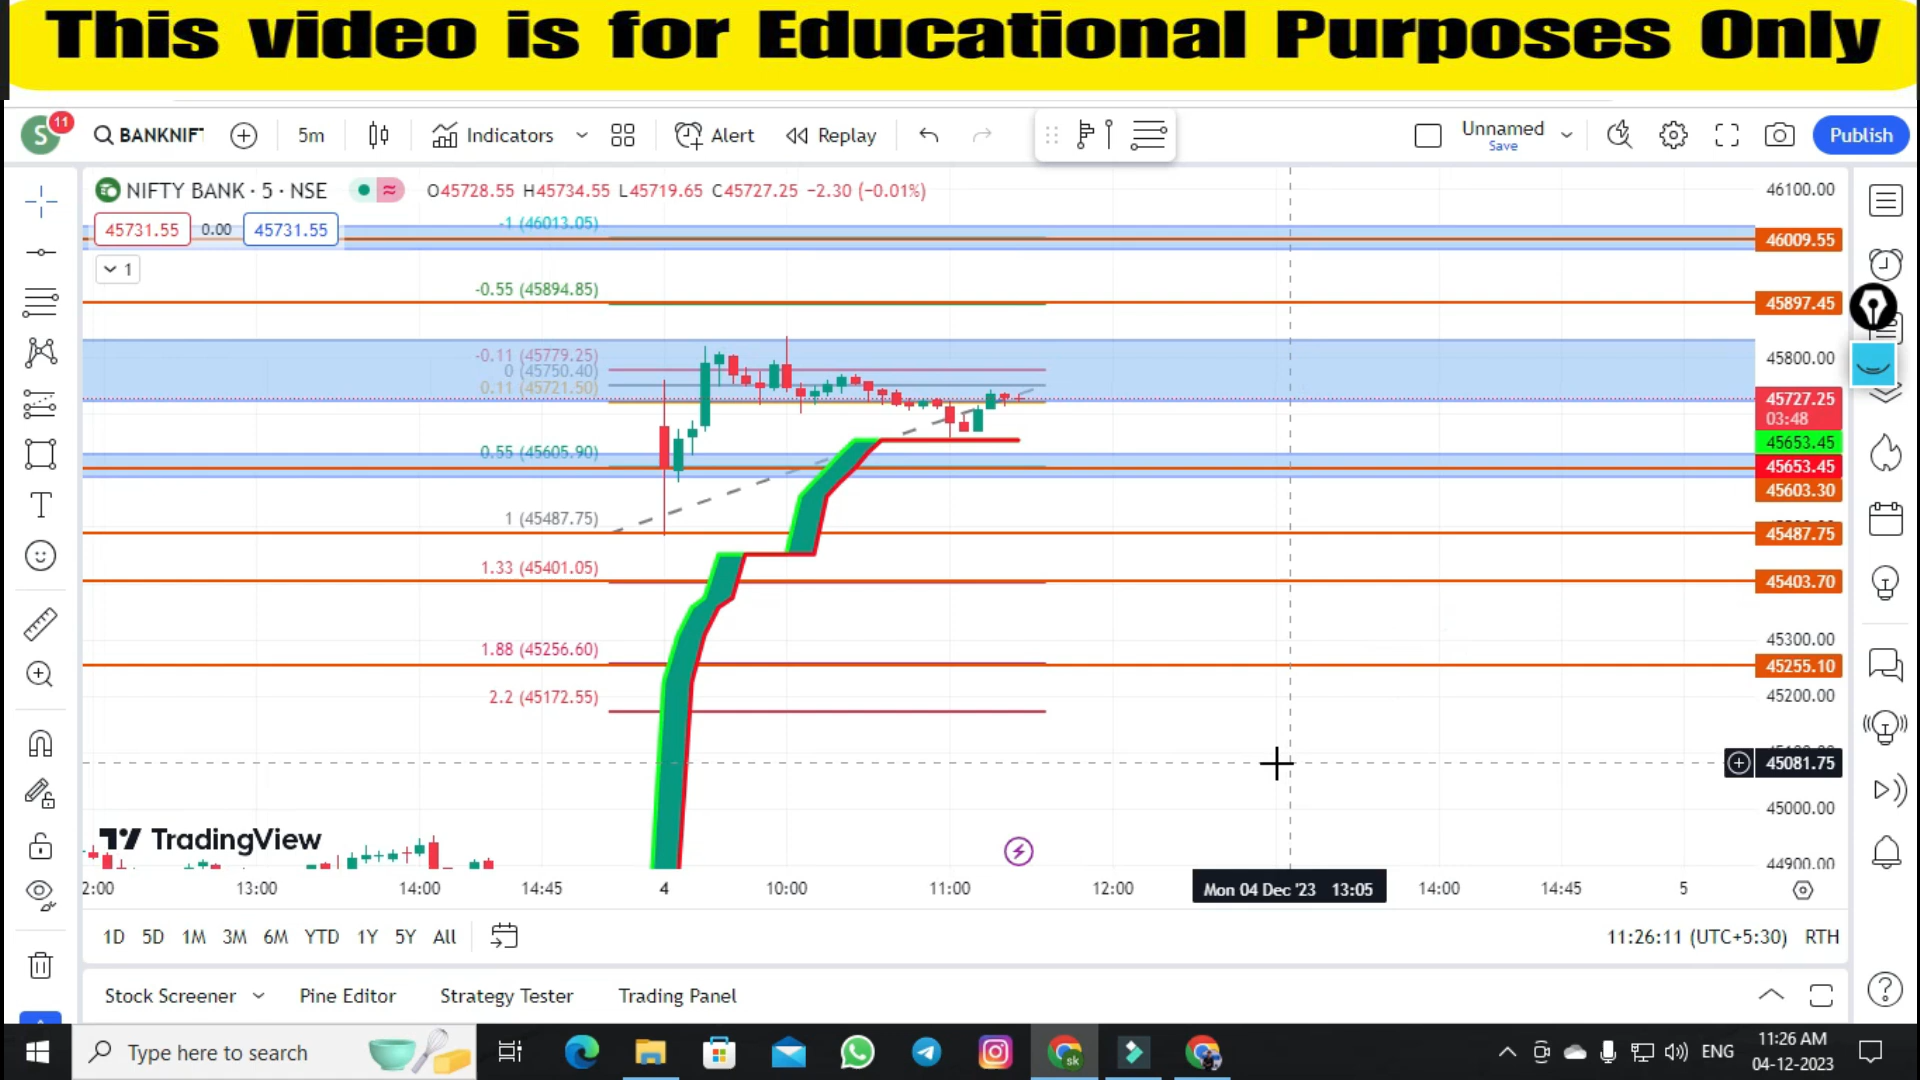 This video is for Educational Purposes Only
S
11
BANKNIF
5m
Indicators
Alert
Replay
Unnamed
Save
Publish
NIFTY BANK · 5 · NSE
O45728.55 H45734.55 L45719.65 C45727.25 −2.30 (−0.01%)
45731.55
0.00
45731.55
1
-1 (46013.05)
-0.55 (45894.85)
-0.11 (45779.25)
0 (45750.40)
0.11 (45721.50)
0.55 (45605.90)
1 (45487.75)
1.33 (45401.05)
1.88 (45256.60)
2.2 (45172.55)
46100.00
46009.55
45897.45
45800.00
45727.25
03:48
45653.45
45653.45
45603.30
45487.75
45403.70
45300.00
45255.10
45200.00
45081.75
45000.00
44900.00
TradingView
2:00
13:00
14:00
14:45
4
10:00
11:00
12:00
Mon 04 Dec '23 13:05
14:00
14:45
5
1D 5D 1M 3M 6M YTD 1Y 5Y All
11:26:11 (UTC+5:30) RTH
Stock Screener
Pine Editor
Strategy Tester
Trading Panel
Type here to search
sk
ENG
11:26 AM
04-12-2023